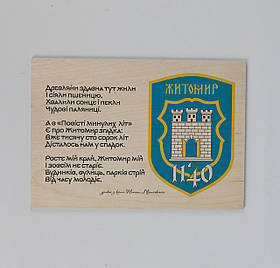 Древляни здавна тут жили
І сіяли пшеницю,
Хвалили сонце і пекли
Чудові паляниці.
А в «Повісті минулих літ»
Є про Житомир згадка:
Вже тисячу сто сорок літ
Дісталось нам у спадок.
Росте мій край, Житомир мій
І зовсім не старіє.
Будинків, вулиць, парків стрій
Від часу молодіє.
ЖИТОМИР
1140